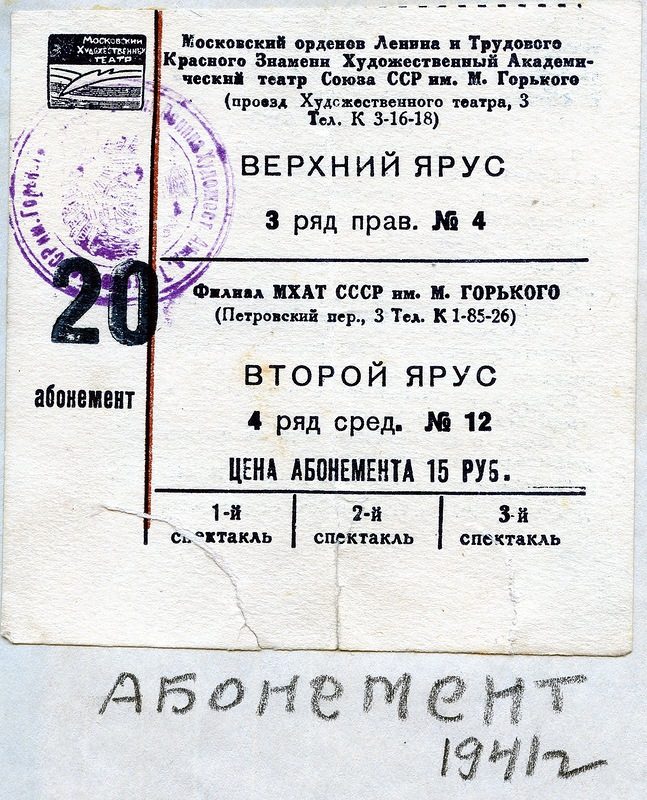 Московский
Художественный
театр
Московский орденов Ленина и Трудового
Красного Знамени Художественный Академи-
ческий театр Союза ССР им. М. Горького
(проезд Художественного театра, 3
Тел. К 3-16-18)
ВЕРХНИЙ ЯРУС
3 ряд прав. № 4
Филиал МХАТ СССР им. М. ГОРЬКОГО
(Петровский пер., 3 Тел. К 1-85-26)
20
абонемент
ВТОРОЙ ЯРУС
4 ряд сред. № 12
ЦЕНА АБОНЕМЕНТА 15 РУБ.
1-й спектакль
2-й спектакль
3-й спектакль
АБОНЕМЕНТ
1941г